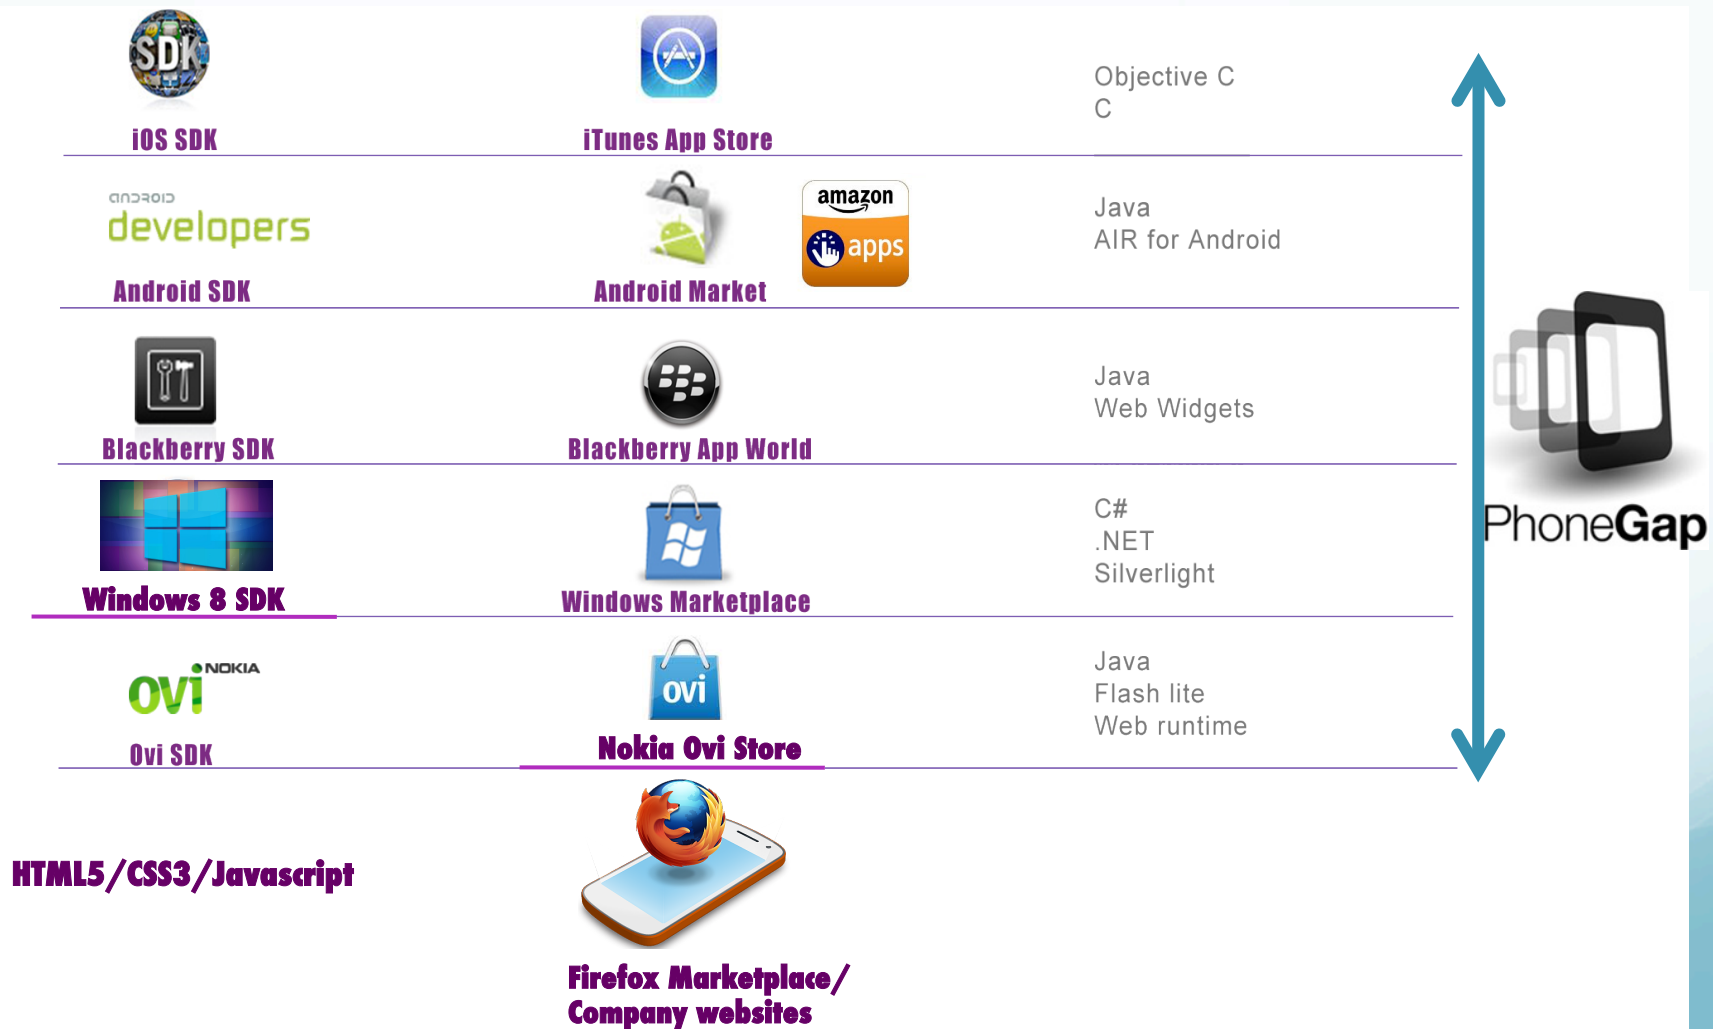 SDK
iOS SDK
iTunes App Store
Objective C
C
android
developers
Android SDK
Android Market
amazon
apps
Java
AIR for Android
Blackberry SDK
Blackberry App World
Java
Web Widgets
Windows 8 SDK
Windows Marketplace
C#
.NET
Silverlight
PhoneGap
ovi NOKIA
Ovi SDK
ovi
Nokia Ovi Store
Java
Flash lite
Web runtime
HTML5/CSS3/Javascript
Firefox Marketplace/
Company websites